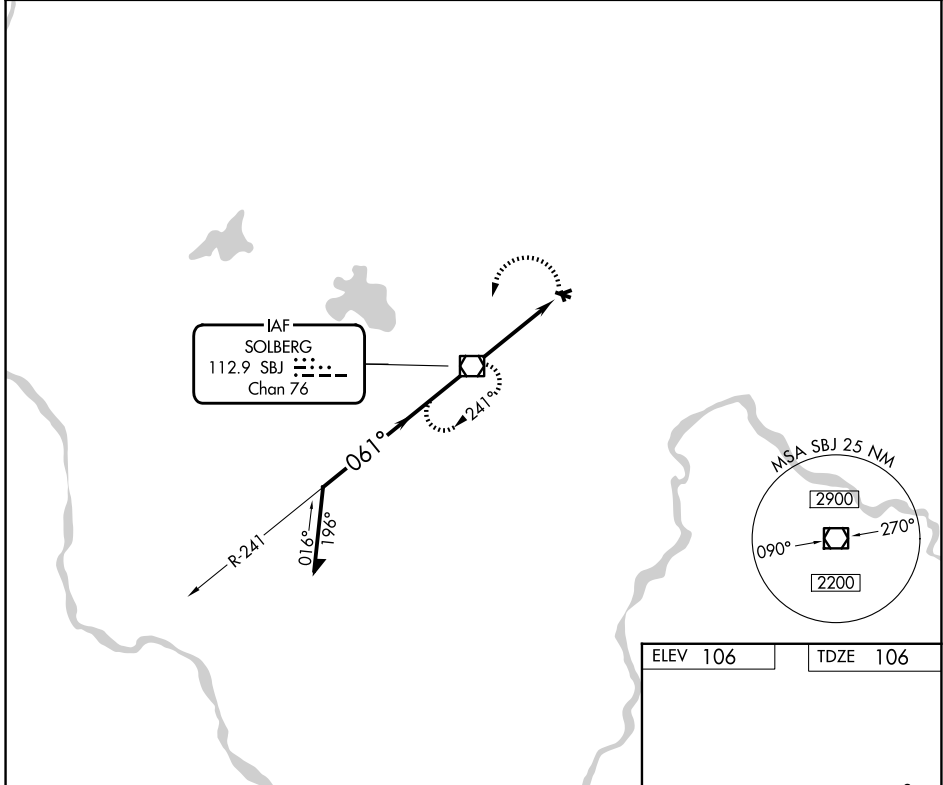 IAF
SOLBERG
112.9 SBJ
Chan 76
061°
241°
R-241
016°
196°
MSA SBJ 25 NM
2900
090°
270°
2200
ELEV 106
TDZE 106